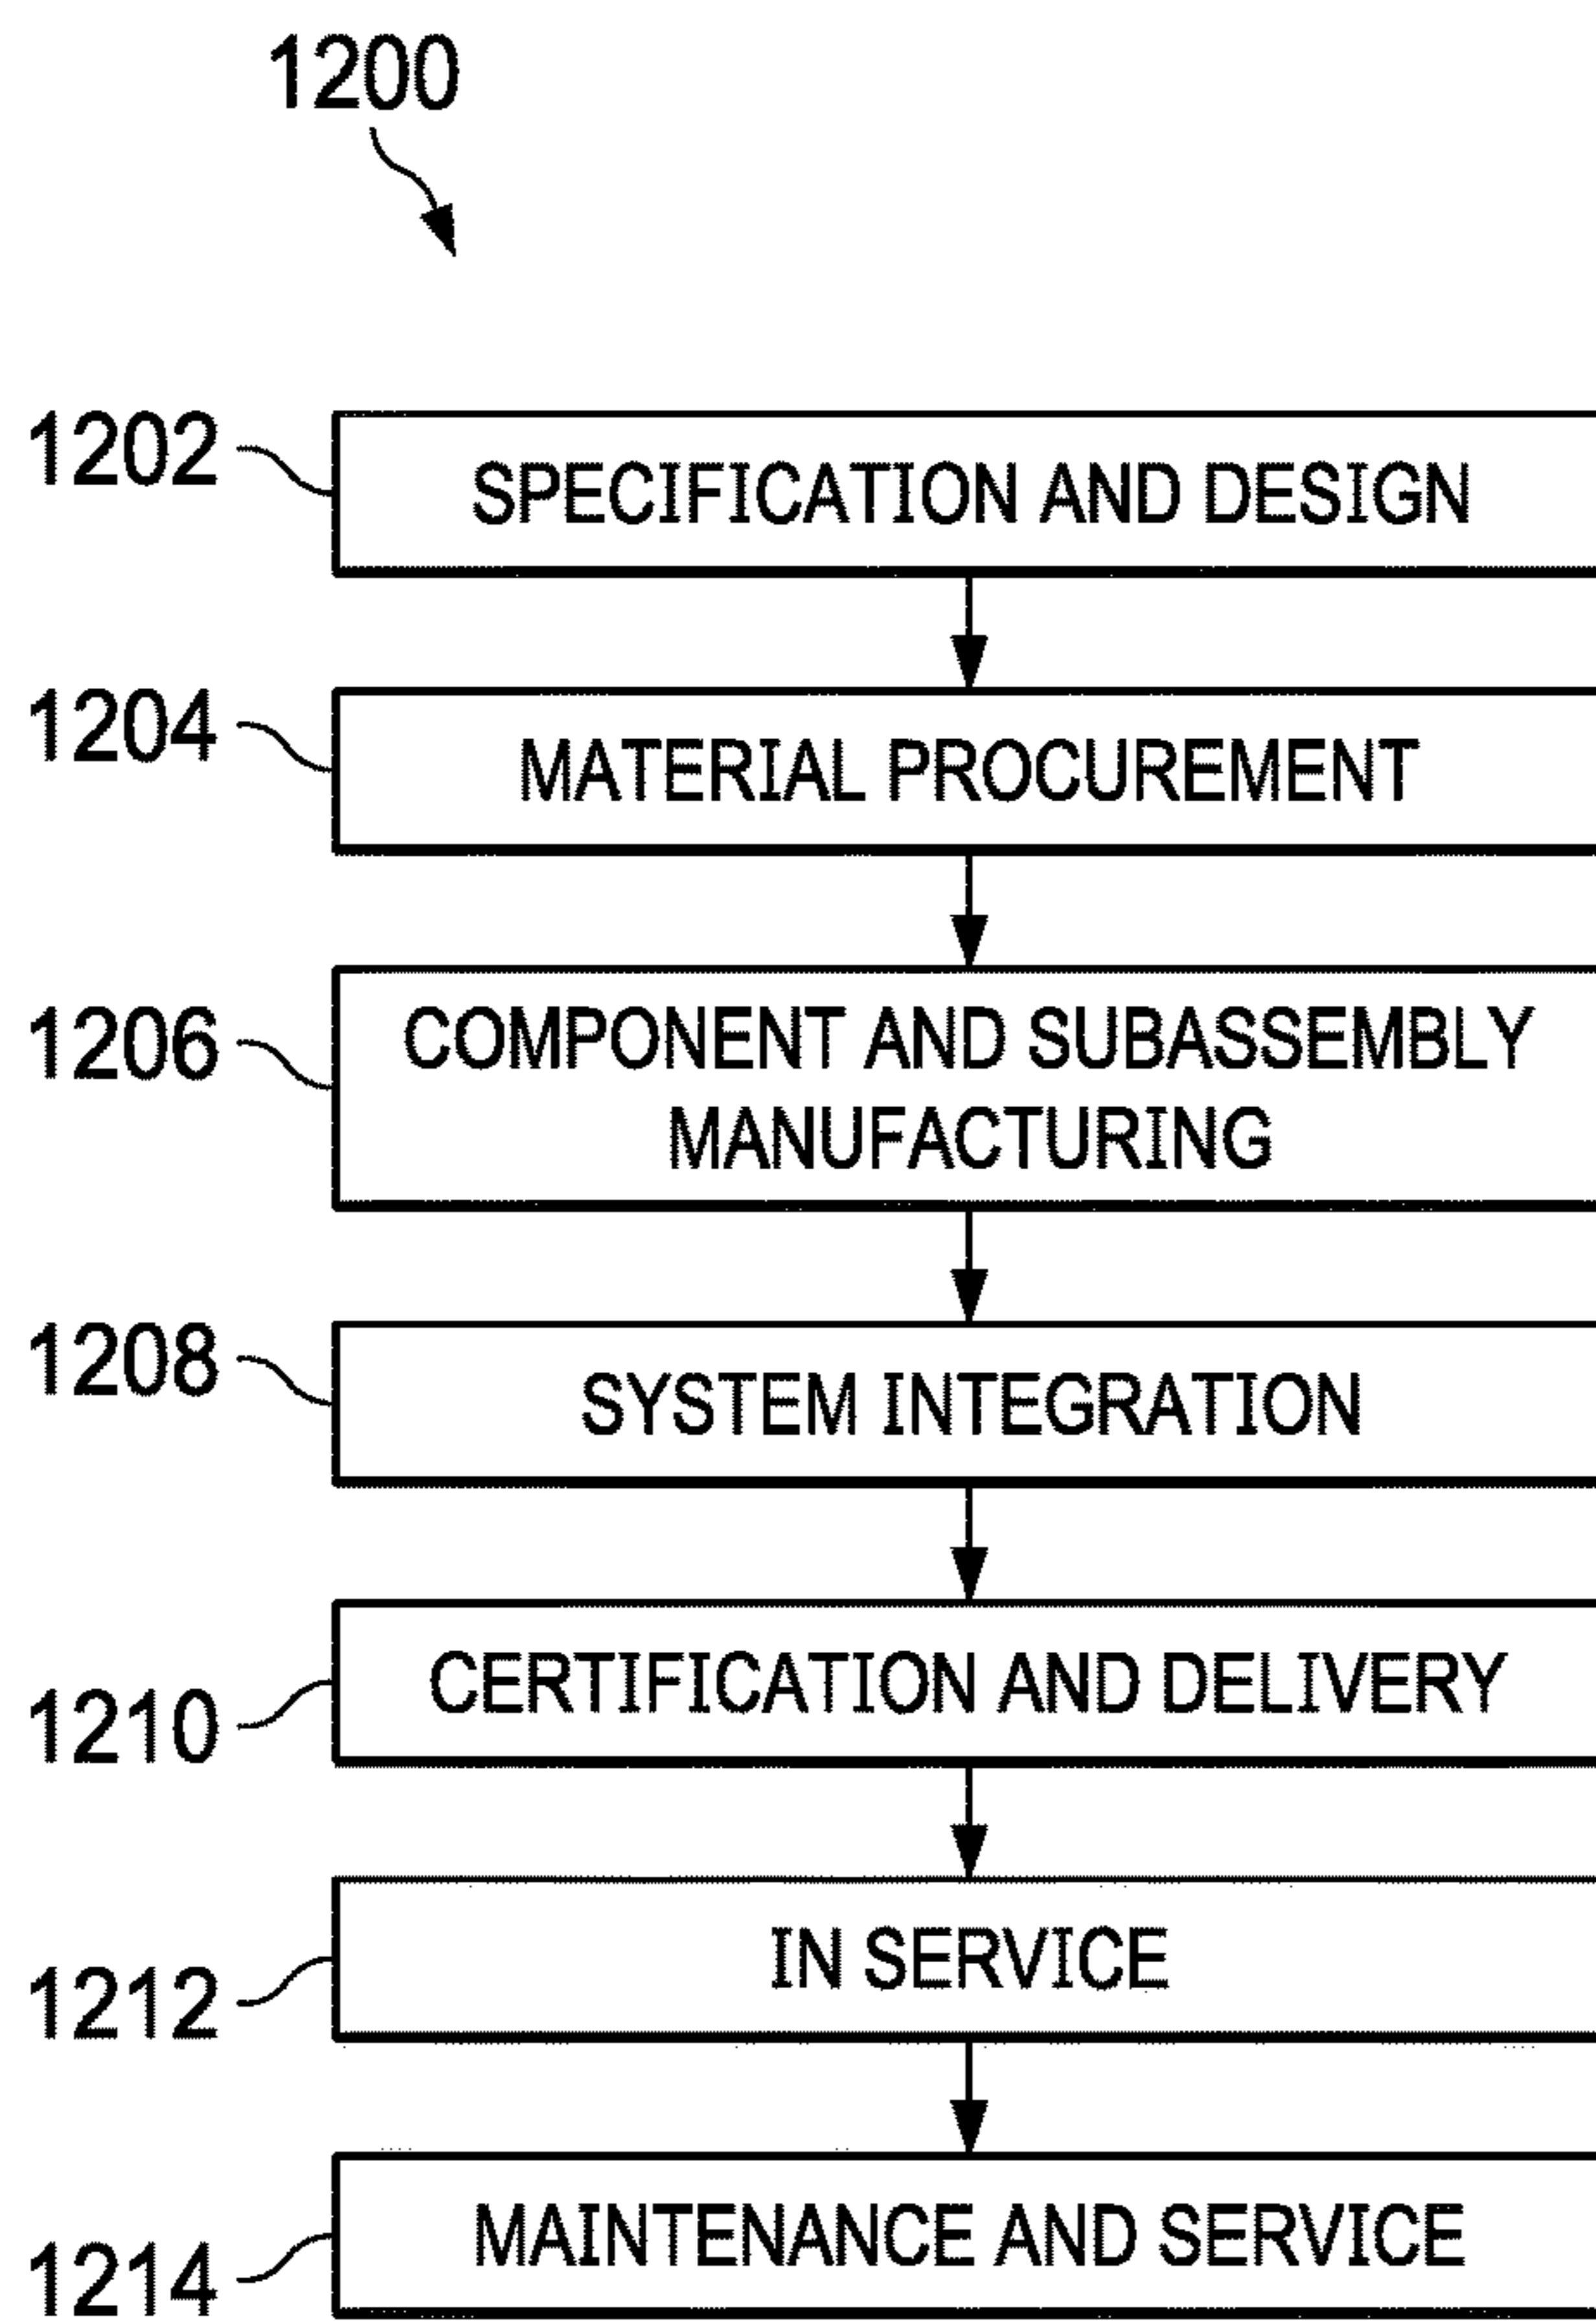 1200
1202
SPECIFICATION AND DESIGN
1204
MATERIAL PROCUREMENT
1206
COMPONENT AND SUBASSEMBLY
MANUFACTURING
1208
SYSTEM INTEGRATION
1210
CERTIFICATION AND DELIVERY
1212
IN SERVICE
1214
MAINTENANCE AND SERVICE